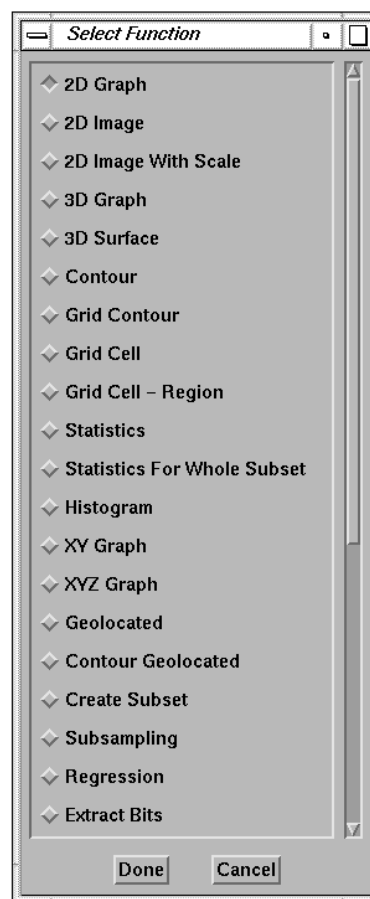 Select Function
2D Graph
2D Image
2D Image With Scale
3D Graph
3D Surface
Contour
Grid Contour
Grid Cell
Grid Cell – Region
Statistics
Statistics For Whole Subset
Histogram
XY Graph
XYZ Graph
Geolocated
Contour Geolocated
Create Subset
Subsampling
Regression
Extract Bits
Done Cancel